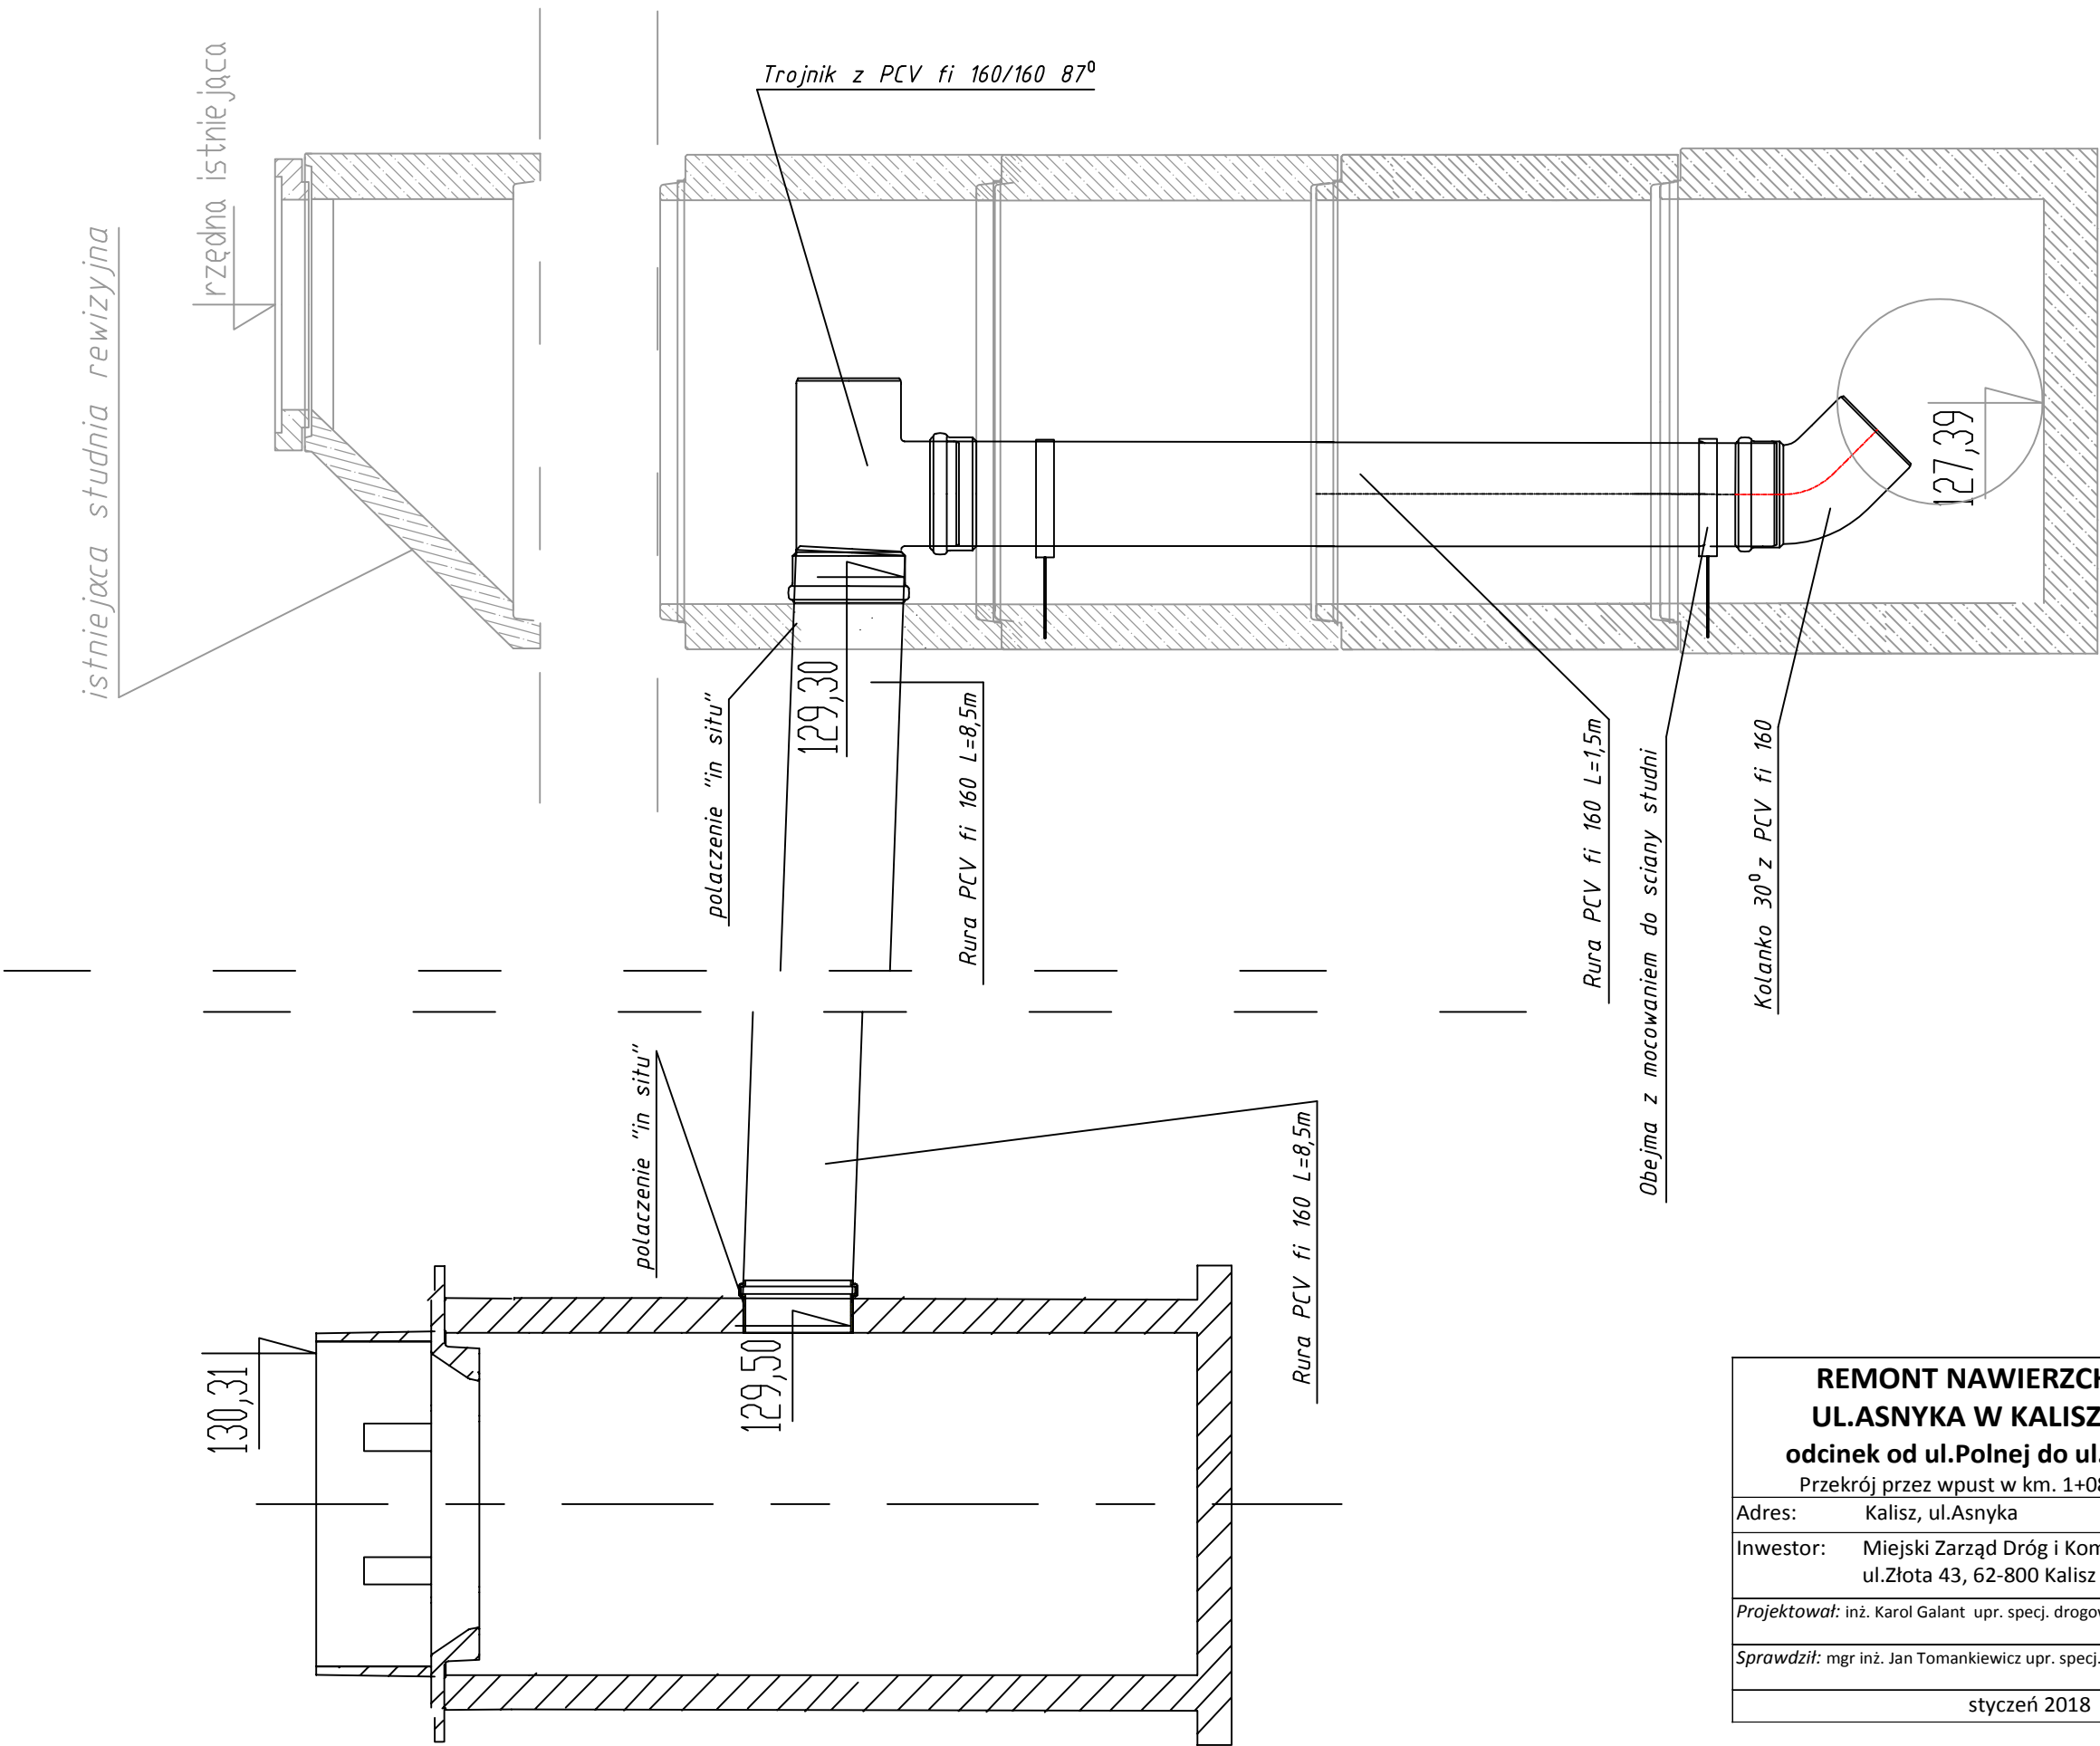 Trojnik z PCV fi 160/160 87⁰
rzędna istniejąca
istniejaca studnia rewizyjna
127,39
129,30
polaczenie "in situ"
Rura PCV fi 160 L=8,5m
Rura PCV fi 160 L=1,5m
Obejma z mocowaniem do sciany studni
Kolanko 30⁰ z PCV fi 160
polaczenie "in situ"
Rura PCV fi 160 L=8,5m
129,50
130,31
REMONT NAWIERZCH
UL.ASNYKA W KALISZ
odcinek od ul.Polnej do ul.
Przekrój przez wpust w km. 1+08
Adres: Kalisz, ul.Asnyka
Inwestor: Miejski Zarząd Dróg i Kom
ul.Złota 43, 62-800 Kalisz
Projektował: inż. Karol Galant upr. specj. drogow
Sprawdził: mgr inż. Jan Tomankiewicz upr. specj.
styczeń 2018